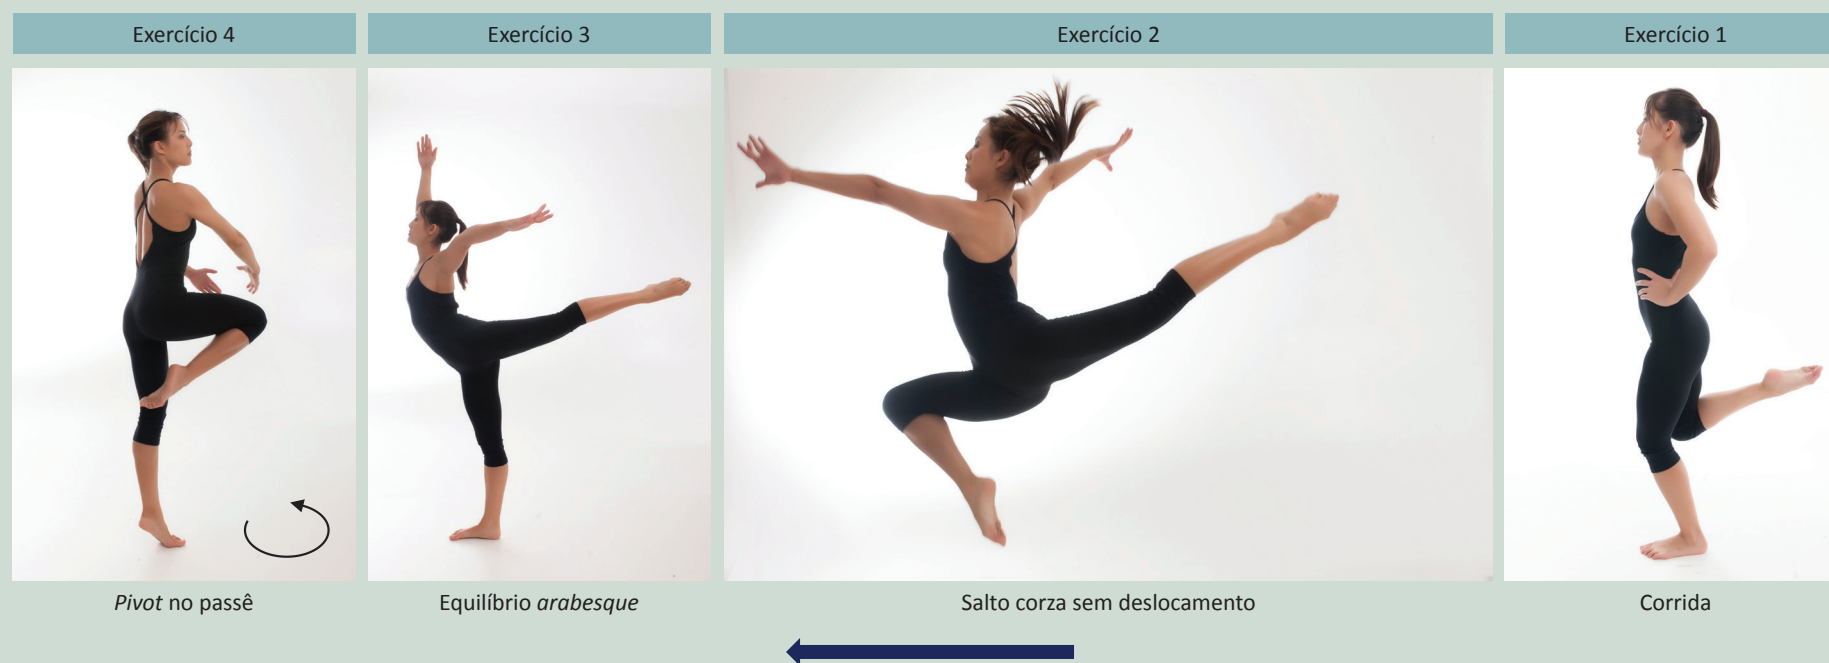 Exercício 4
Exercício 3
Exercício 2
Exercício 1
Pivot no passê
Equilíbrio arabesque
Salto corza sem deslocamento
Corrida